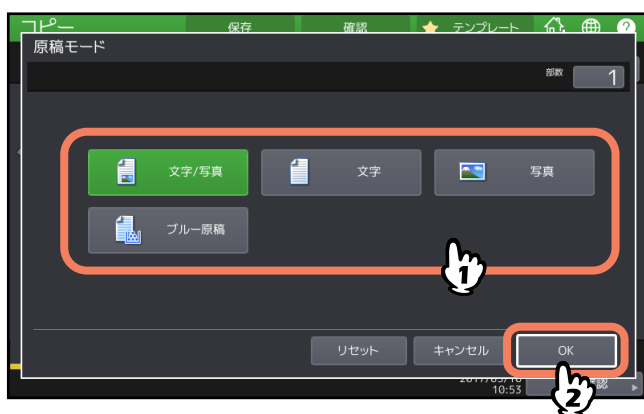 コピー 保存 確認 テンプレート ?
原稿モード
部数 1
文字/写真 文字 写真
ブルー原稿
1
リセット キャンセル OK
10:53
2